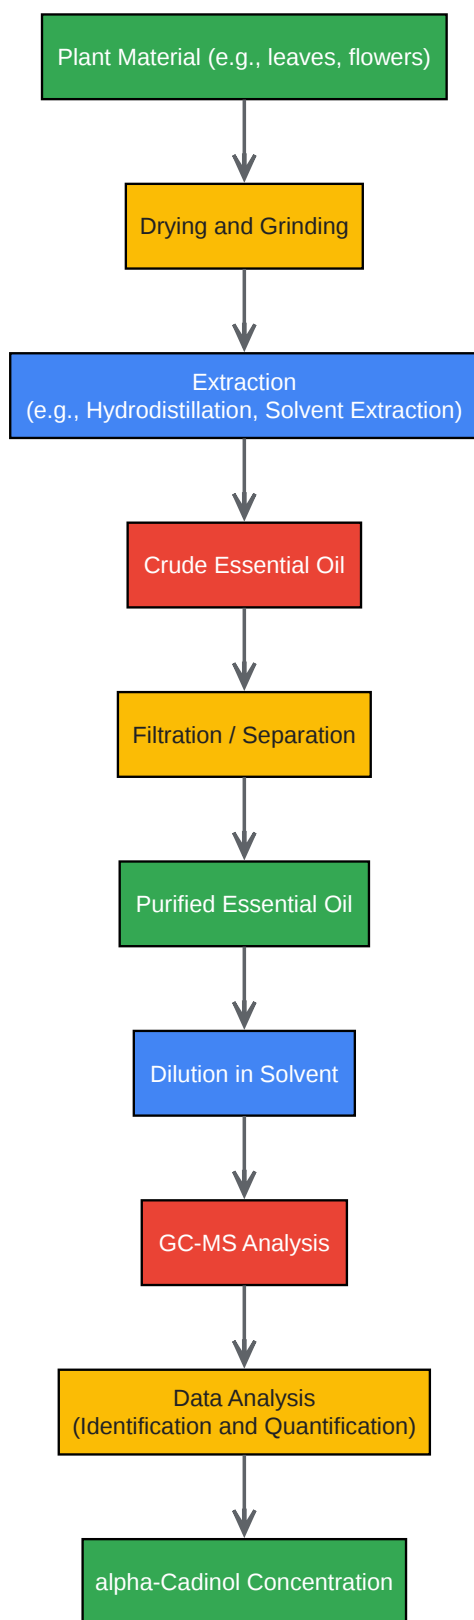 Plant Material (e.g., leaves, flowers)
Drying and Grinding
Extraction
(e.g., Hydrodistillation, Solvent Extraction)
Crude Essential Oil
Filtration / Separation
Purified Essential Oil
Dilution in Solvent
GC-MS Analysis
Data Analysis
(Identification and Quantification)
alpha-Cadinol Concentration